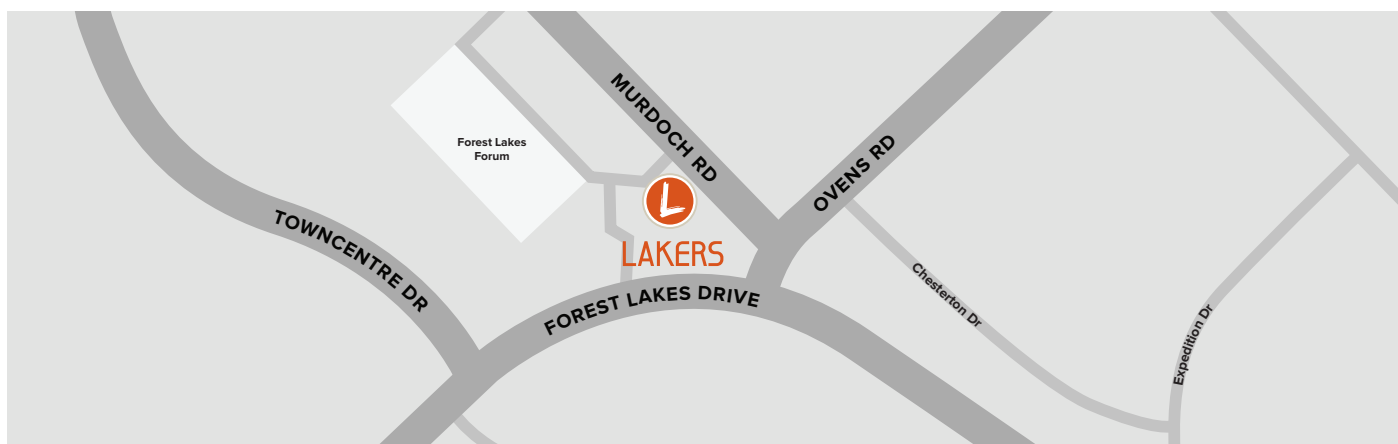 MURDOCH RD
OVENS RD
Forest Lakes
Forum
L
TOWNCENTRE DR
LAKERS
FOREST LAKES DRIVE
Chesterton Dr
Expedition Dr